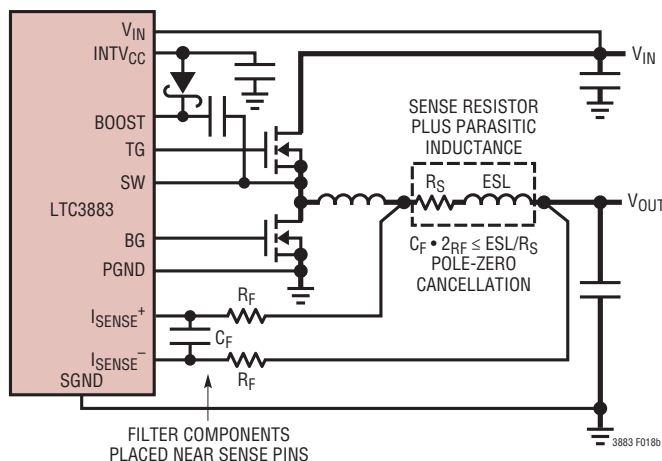 V_IN
INTV_CC
BOOST
TG
SW
LTC3883
BG
PGND
I_SENSE^+
I_SENSE^−
SGND
V_IN
SENSE RESISTOR
PLUS PARASITIC
INDUCTANCE
R_S
ESL
V_OUT
C_F • 2_RF ≤ ESL/R_S
POLE-ZERO
CANCELLATION
R_F
C_F
R_F
FILTER COMPONENTS
PLACED NEAR SENSE PINS
3883 F018b